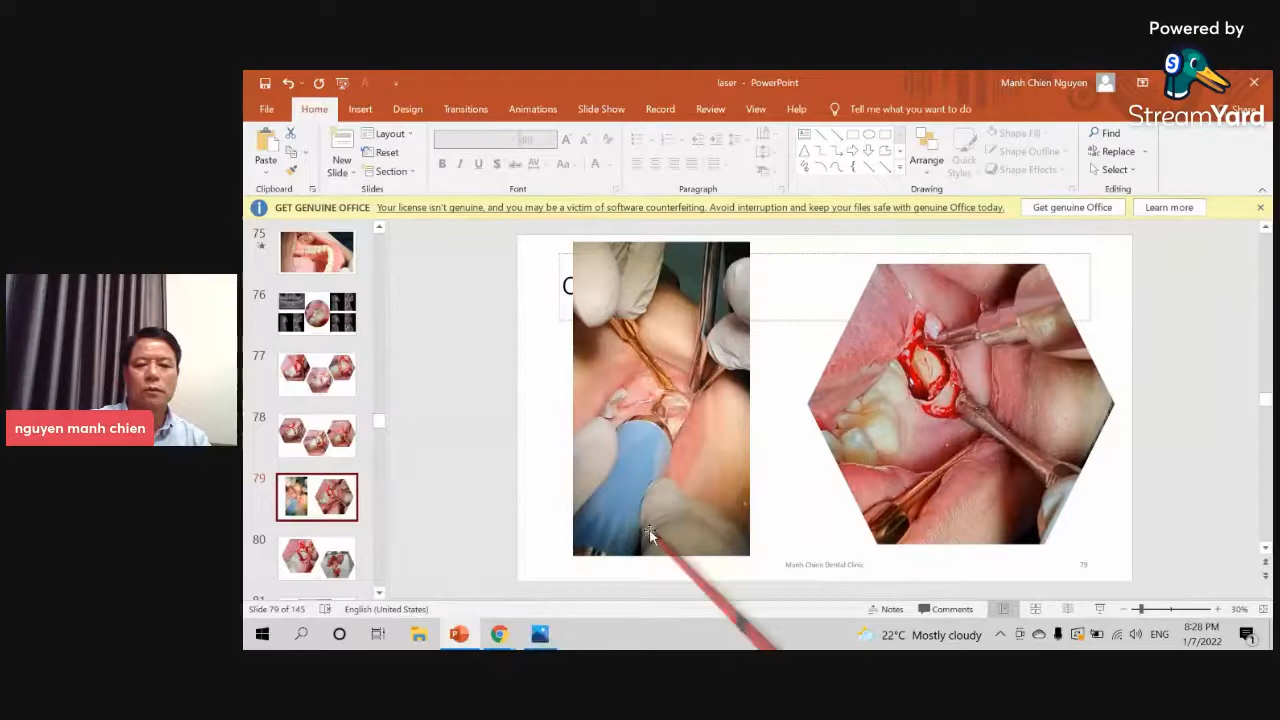 Powered by
StreamYard
laser - PowerPoint
Manh Chien Nguyen
File Home Insert Design Transitions Animations Slide Show Record Review View Help Tell me what you want to do
Share
Paste
Clipboard
New
Slide
Layout
Reset
Section
Slides
B I U S abc AV Aa A
Font
Paragraph
Arrange
Quick
Styles
Shape Fill
Shape Outline
Shape Effects
Drawing
Find
Replace
Select
Editing
GET GENUINE OFFICE Your license isn't genuine, and you may be a victim of software counterfeiting. Avoid interruption and keep your files safe with genuine Office today. Get genuine Office Learn more
75
76
77
78
79
80
nguyen manh chien
Manh Chien Dental Clinic
79
Slide 79 of 145 English (United States) Notes Comments 30%
22°C Mostly cloudy ENG
8:28 PM
1/7/2022